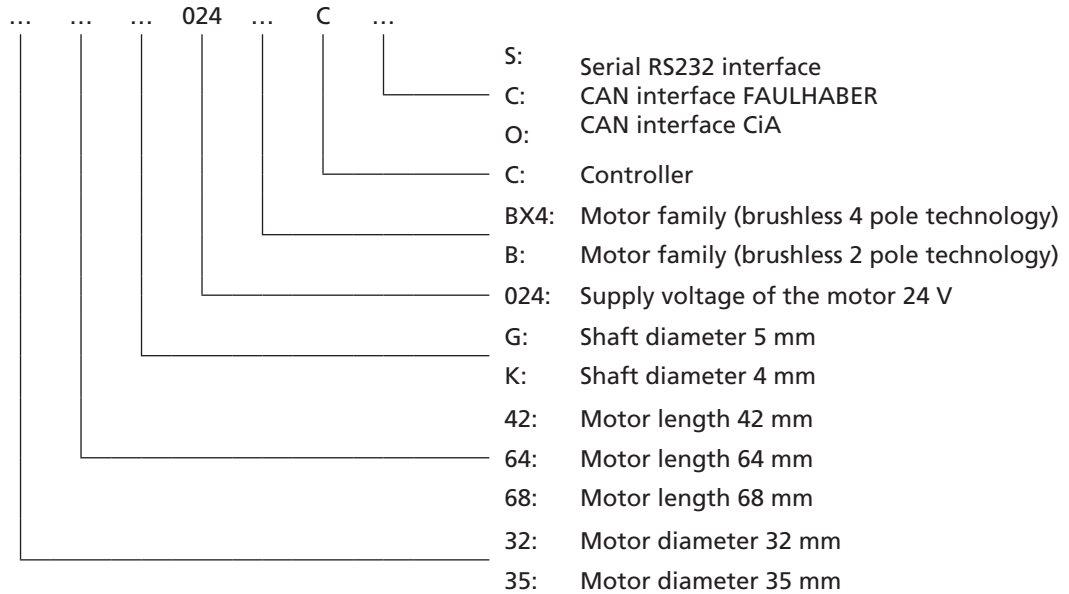 … … … 024 … C …
S: Serial RS232 interface
C: CAN interface FAULHABER
O: CAN interface CiA
C: Controller
BX4: Motor family (brushless 4 pole technology)
B: Motor family (brushless 2 pole technology)
024: Supply voltage of the motor 24 V
G: Shaft diameter 5 mm
K: Shaft diameter 4 mm
42: Motor length 42 mm
64: Motor length 64 mm
68: Motor length 68 mm
32: Motor diameter 32 mm
35: Motor diameter 35 mm